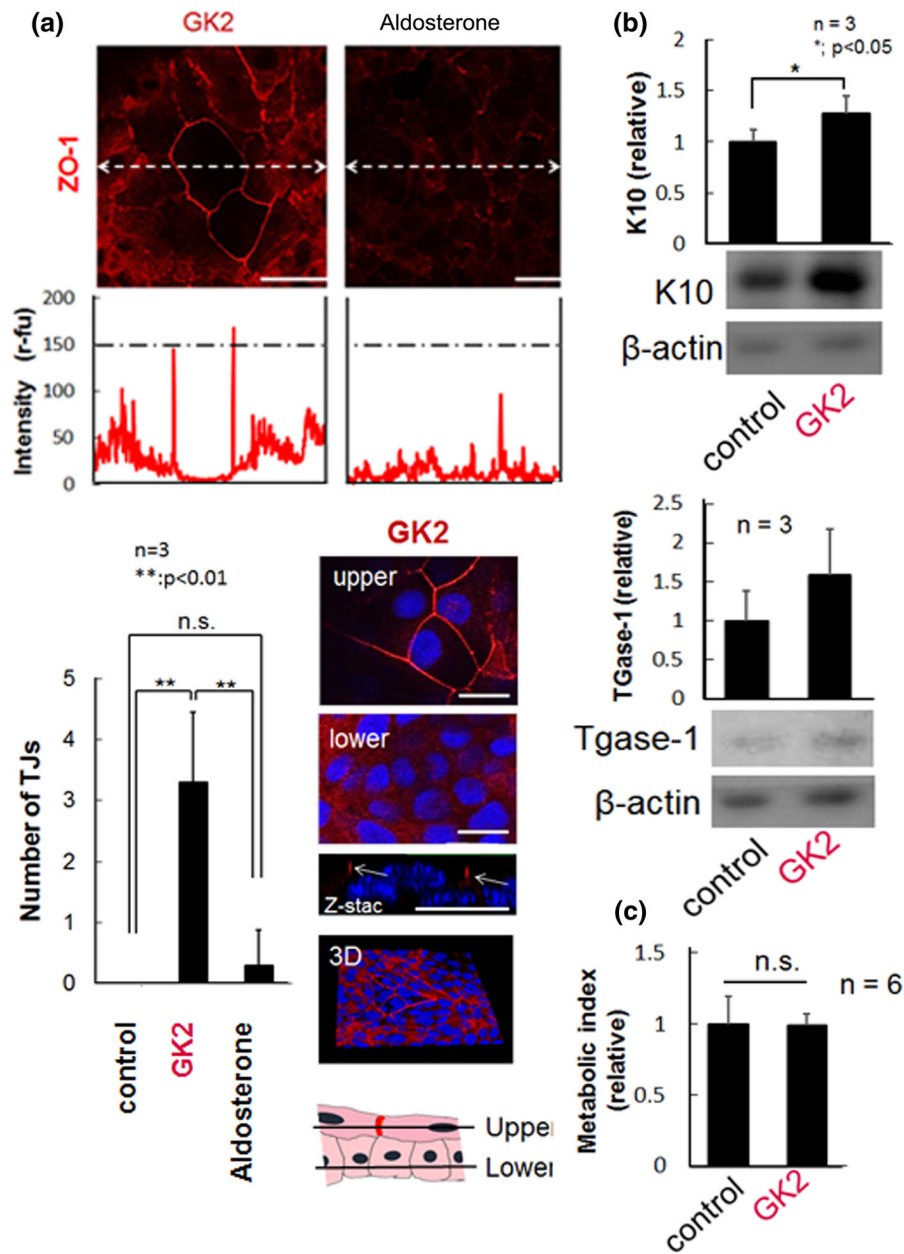 (a)
GK2
Aldosterone
ZO-1
Intensity (r-fu)
200
150
100
50
0
n=3
**:p<0.01
n.s.
**
**
Number of TJs
5
4
3
2
1
0
control
GK2
Aldosterone
GK2
upper
lower
Z-stac
3D
Upper
Lower
(b)
n = 3
*; p<0.05
*
K10 (relative)
2
1.5
1
0.5
0
K10
β-actin
control
GK2
TGase-1 (relative)
n = 3
2.5
2
1.5
1
0.5
0
Tgase-1
β-actin
control
GK2
(c)
Metabolic index
(relative)
1.5
1
0.5
0
n.s.
n = 6
control
GK2